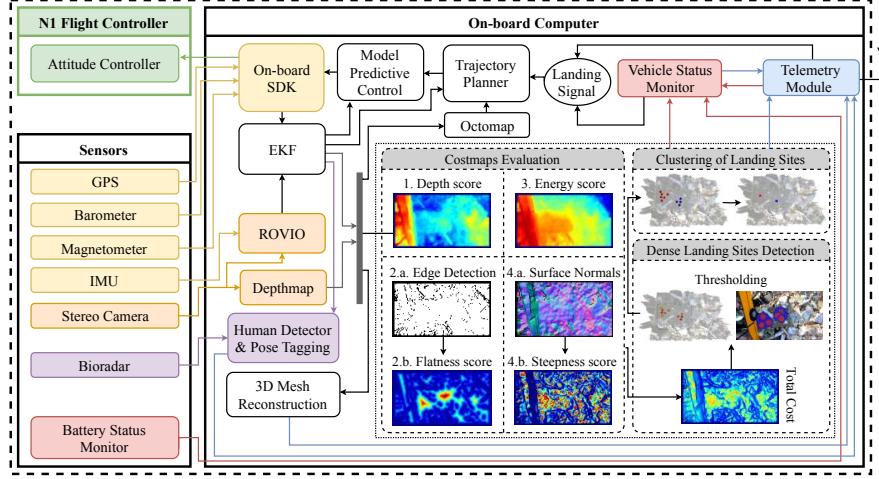 N1 Flight Controller
Attitude Controller
Sensors
GPS
Barometer
Magnetometer
IMU
Stereo Camera
Bioradar
Battery Status
Monitor
On-board Computer
On-board
SDK
Model
Predictive
Control
Trajectory
Planner
Landing
Signal
Vehicle Status
Monitor
Telemetry
Module
Octomap
EKF
ROVIO
Depthmap
Human Detector
& Pose Tagging
3D Mesh
Reconstruction
Costmaps Evaluation
1. Depth score
3. Energy score
2.a. Edge Detection
4.a. Surface Normals
2.b. Flatness score
4.b. Steepness score
Clustering of Landing Sites
Dense Landing Sites Detection
Thresholding
Total Cost